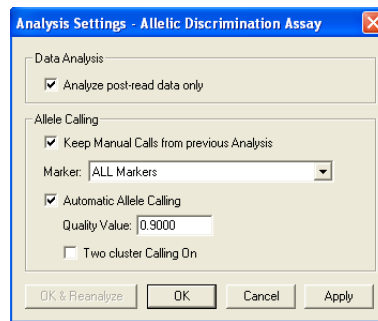 Analysis Settings - Allelic Discrimination Assay
Data Analysis
Analyze post-read data only
Allele Calling
Keep Manual Calls from previous Analysis
Marker: ALL Markers
Automatic Allele Calling
Quality Value: 0.9000
Two cluster Calling On
OK & Reanalyze OK Cancel Apply